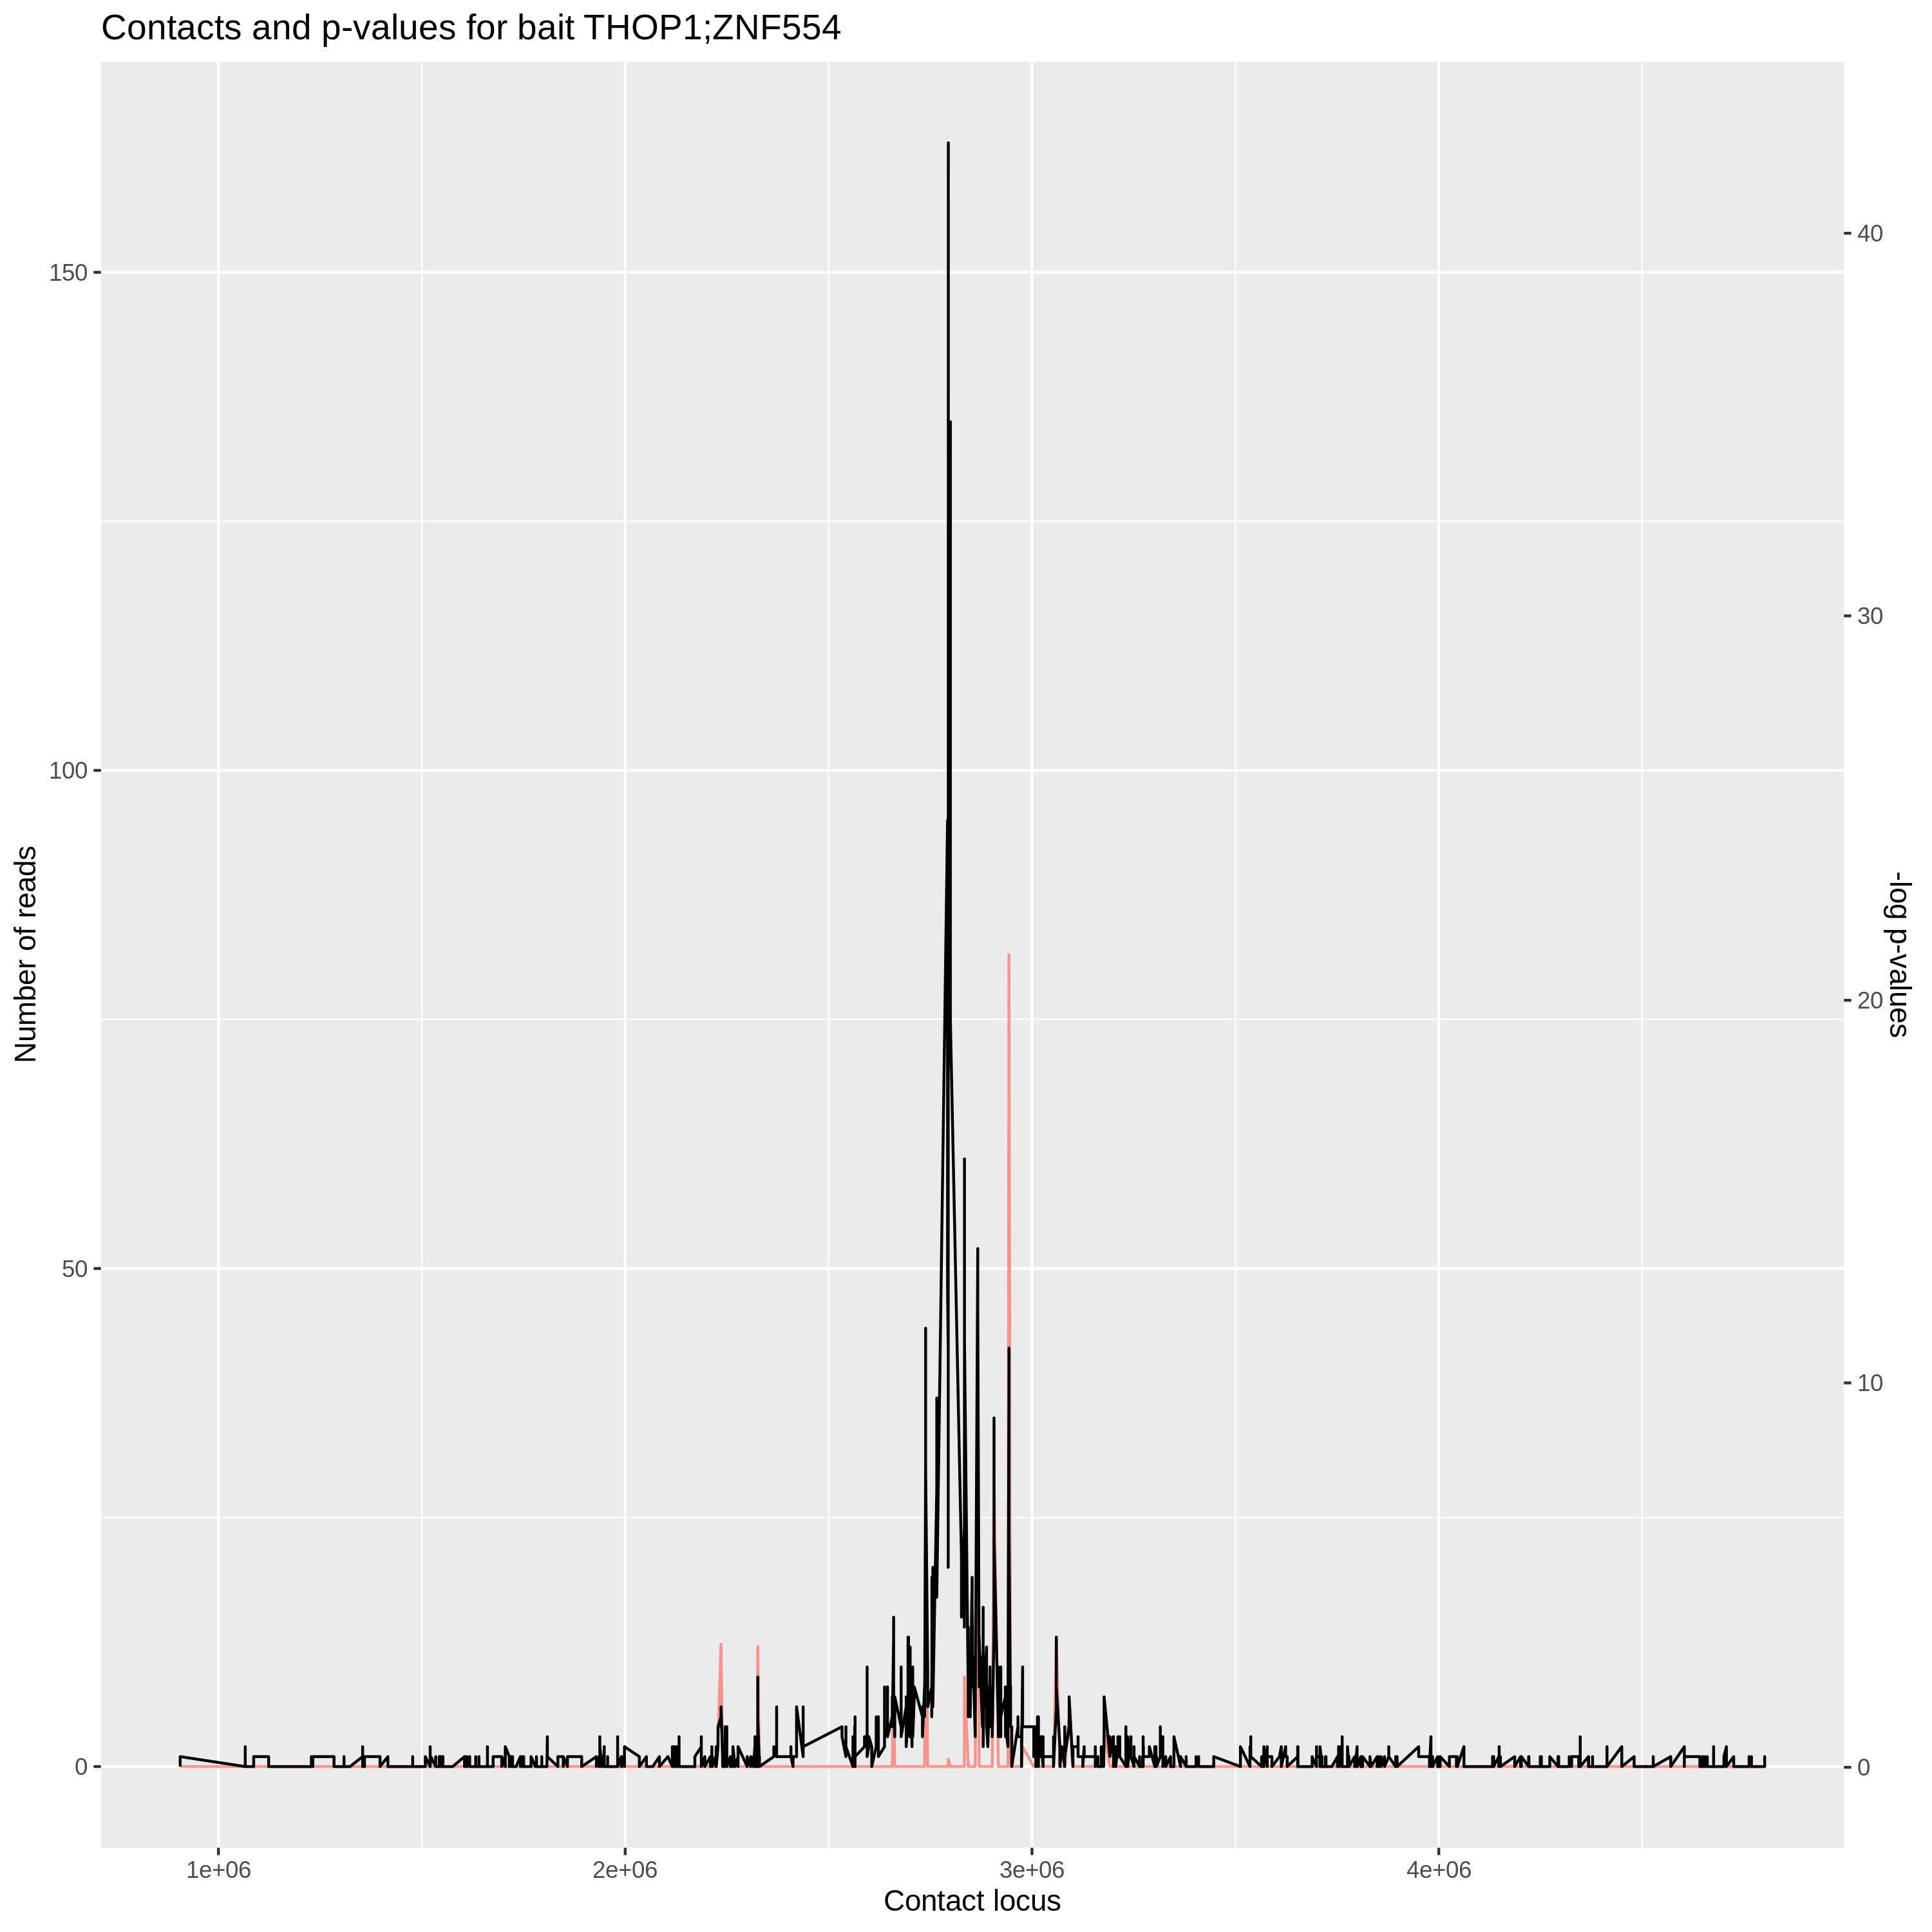 Contacts and p-values for bait THOP1;ZNF554
Number of reads
150
100
50
0
-log p-values
40
30
20
10
0
1e+06
2e+06
3e+06
4e+06
Contact locus